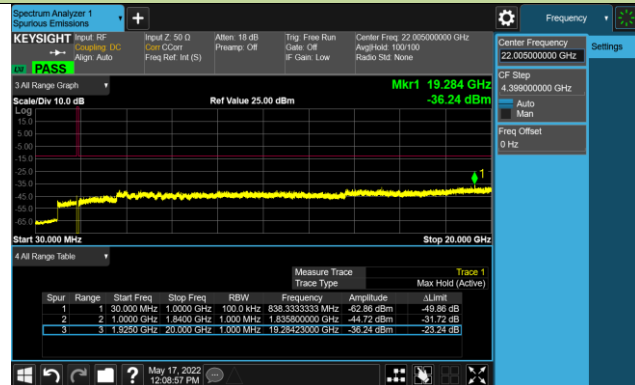 Spectrum Analyzer 1
Spurious Emissions
Frequency
KEYSIGHT
Input: RF
Coupling: DC
Align: Auto
Input Z: 50 Ω
Corr CCorr
Freq Ref: Int (S)
Atten: 18 dB
Preamp: Off
Trig: Free Run
Gate: Off
IF Gain: Low
Center Freq: 22.005000000 GHz
Avg|Hold: 100/100
Radio Std: None
PASS
Center Frequency
22.005000000 GHz
Settings
CF Step
4.399000000 GHz
Auto
Man
Freq Offset
0 Hz
3 All Range Graph
Mkr1 19.284 GHz
Scale/Div 10.0 dB
Ref Value 25.00 dBm
-36.24 dBm
Log
15.0
5.00
-5.00
-15.0
-25.0
-35.0
-45.0
-55.0
-65.0
1
Start 30.000 MHz
Stop 20.000 GHz
4 All Range Table
Measure Trace Trace 1
Trace Type Max Hold (Active)
Spur Range Start Freq Stop Freq RBW Frequency Amplitude ΔLimit
1 1 30.000 MHz 1.0000 GHz 100.0 kHz 838.3333333 MHz -62.86 dBm -49.86 dB
2 2 1.0000 GHz 1.8400 GHz 1.000 MHz 1.835800000 GHz -44.72 dBm -31.72 dB
3 3 1.9250 GHz 20.000 GHz 1.000 MHz 19.28423000 GHz -36.24 dBm -23.24 dB
May 17, 2022
12:08:57 PM